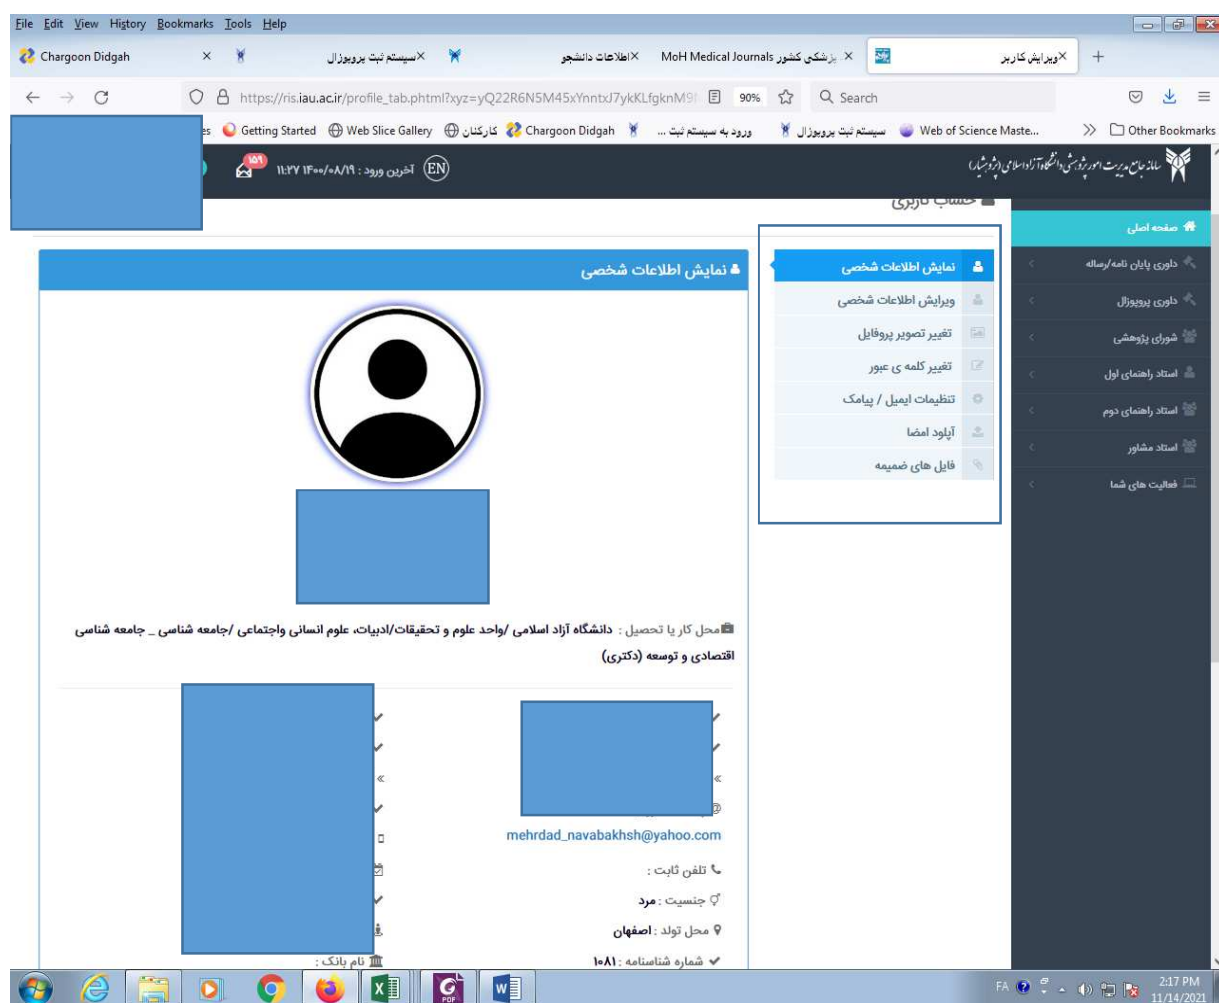 File Edit View History Bookmarks Tools Help
Chargoon Didgah × سیستم ثبت پروپوزال × اطلاعات دانشجو × MoH Medical Journals پزشکی کشور × ویرایش کاربر × +
https://ris.iau.ac.ir/profile_tab.phtml?xyz= 90% Search
Getting Started Web Slice Gallery کارکنان Chargoon Didgah ورود به سیستم ثبت ... سیستم ثبت پروپوزال Web of Science Maste... Other Bookmarks
سامانه جامع مدیریت امور پژوهشی دانشگاه آزاد اسلامی (پژوهشیار)
EN آخرین ورود : ۱۴۰۰/۰۸/۱۹ ۱۱:۲۷ ۱۵۹
حساب کاربری
صفحه اصلی
داوری پایان نامه/رساله
داوری پروپوزال
شورای پژوهشی
استاد راهنمای اول
استاد راهنمای دوم
استاد مشاور
فعالیت های شما
نمایش اطلاعات شخصی
ویرایش اطلاعات شخصی
تغییر تصویر پروفایل
تغییر کلمه ی عبور
تنظیمات ایمیل / پیامک
آپلود امضا
فایل های ضمیمه
نمایش اطلاعات شخصی
محل کار یا تحصیل : دانشگاه آزاد اسلامی /واحد علوم و تحقیقات/ادبیات، علوم انسانی واجتماعی /جامعه شناسی _ جامعه شناسی
اقتصادی و توسعه (دکتری)
mehrdad_navabakhsh@yahoo.com
تلفن ثابت :
جنسیت : مرد
محل تولد : اصفهان
شماره شناسنامه : ۱۰۸۱
نام بانک :
FA 2:17 PM
11/14/2021